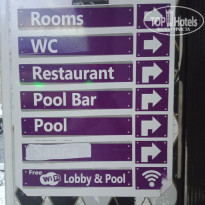 Rooms
TOP Hotels
WC
Restaurant
Pool Bar
Pool
Free WiFi Lobby & Pool